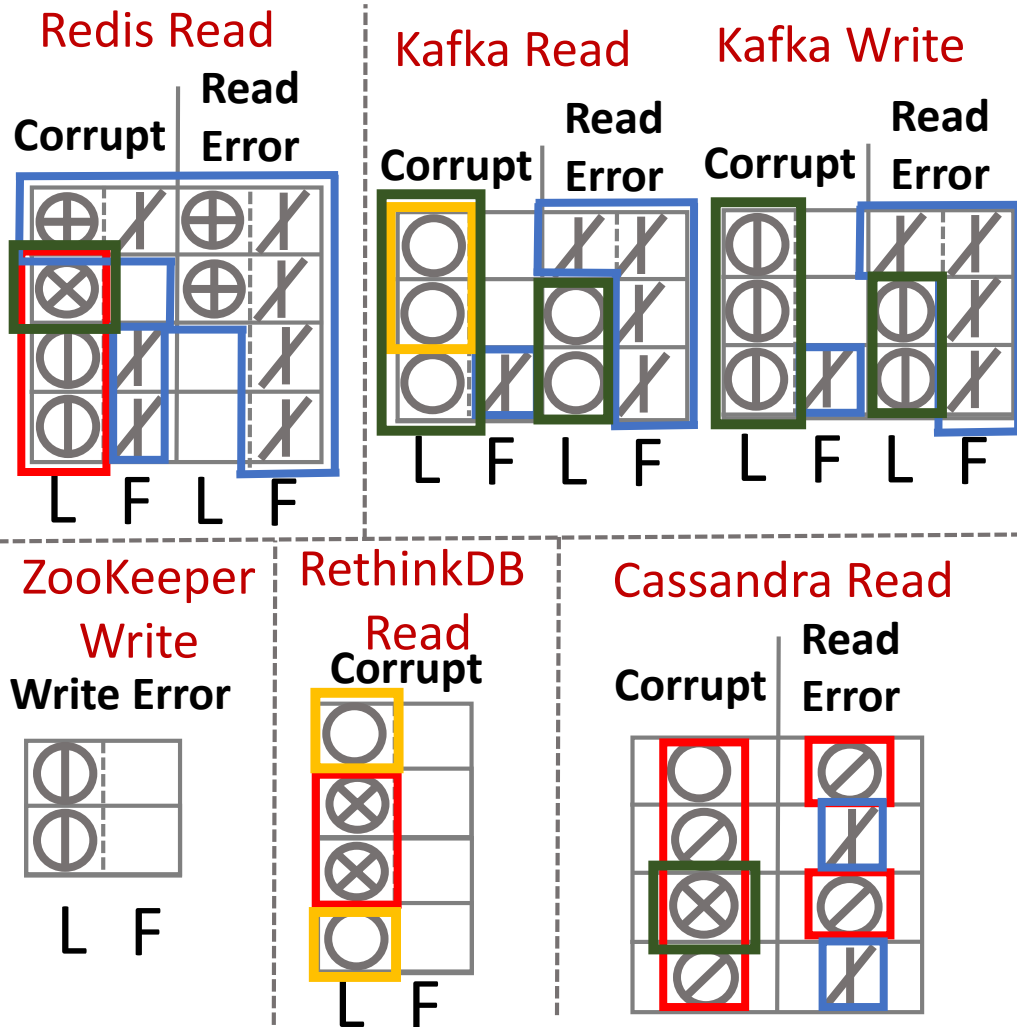 Redis Read
Corrupt
Read
Error
L F L F
Kafka Read
Corrupt
Read
Error
L F L F
Kafka Write
Corrupt
Read
Error
L F L F
ZooKeeper
Write
Write Error
L F
RethinkDB
Read
Corrupt
L F
Cassandra Read
Corrupt
Read
Error